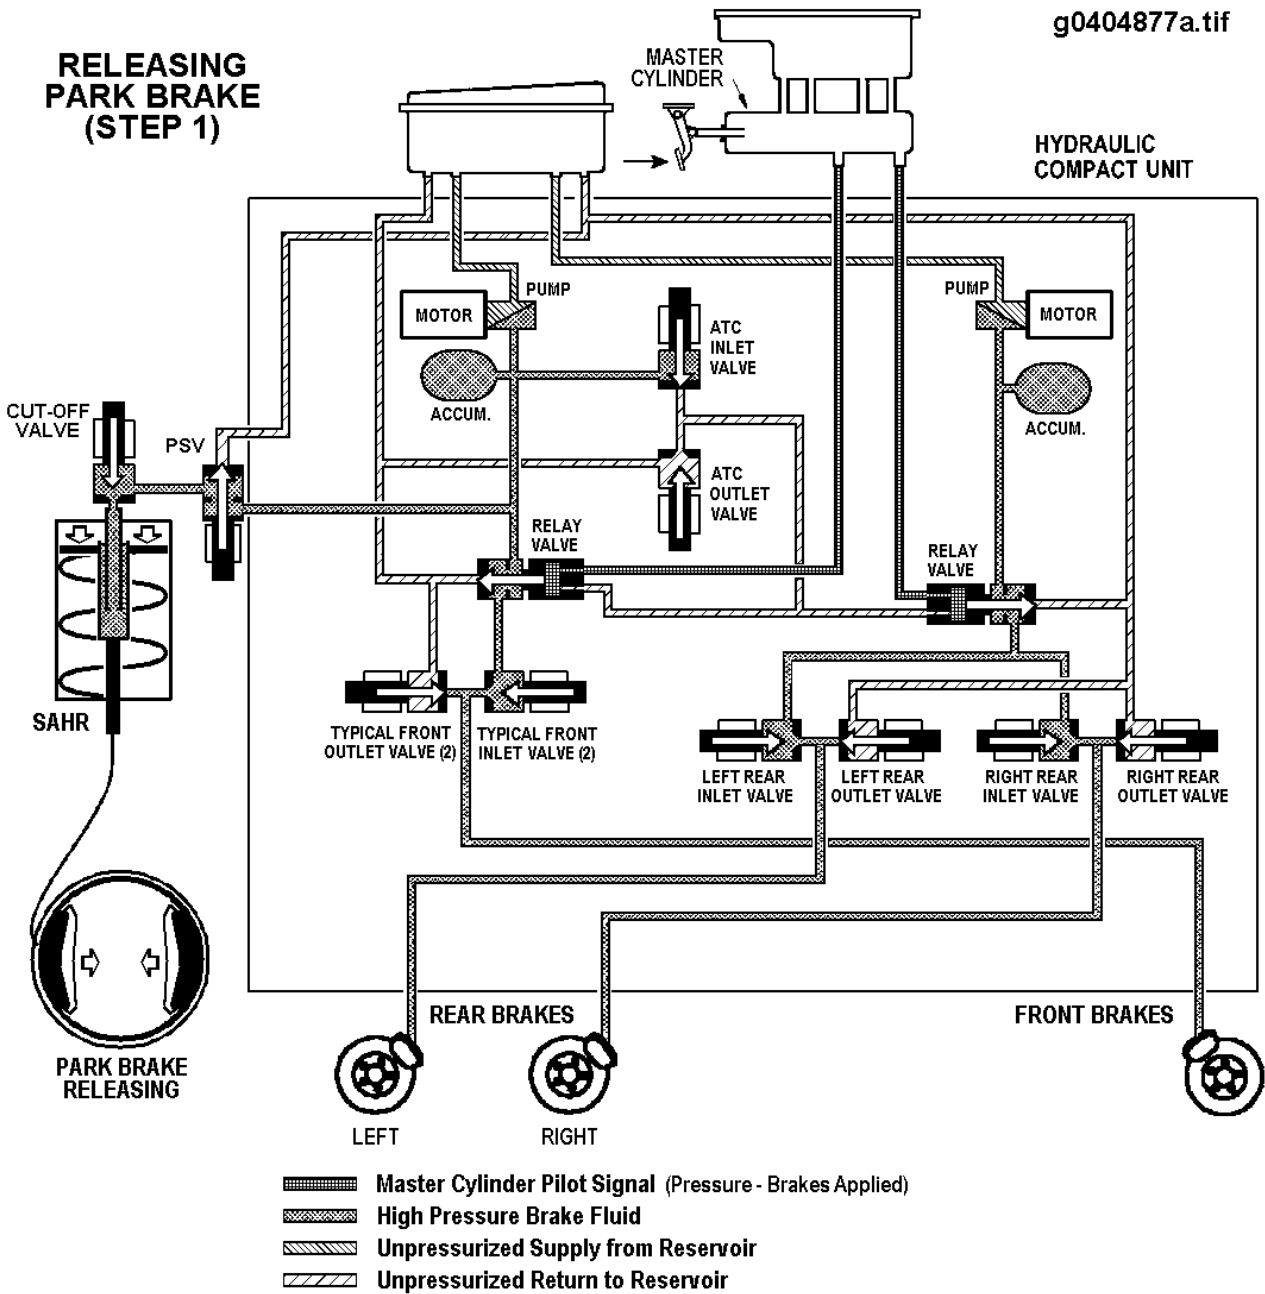 g0404877a.tif
RELEASING
PARK BRAKE
(STEP 1)
MASTER
CYLINDER
HYDRAULIC
COMPACT UNIT
PUMP
MOTOR
ACCUM.
ATC
INLET
VALVE
PUMP
MOTOR
ACCUM.
CUT-OFF
VALVE
PSV
ATC
OUTLET
VALVE
RELAY
VALVE
RELAY
VALVE
SAHR
TYPICAL FRONT
OUTLET VALVE (2)
TYPICAL FRONT
INLET VALVE (2)
LEFT REAR
INLET VALVE
LEFT REAR
OUTLET VALVE
RIGHT REAR
INLET VALVE
RIGHT REAR
OUTLET VALVE
PARK BRAKE
RELEASING
REAR BRAKES
FRONT BRAKES
LEFT
RIGHT
Master Cylinder Pilot Signal (Pressure - Brakes Applied)
High Pressure Brake Fluid
Unpressurized Supply from Reservoir
Unpressurized Return to Reservoir